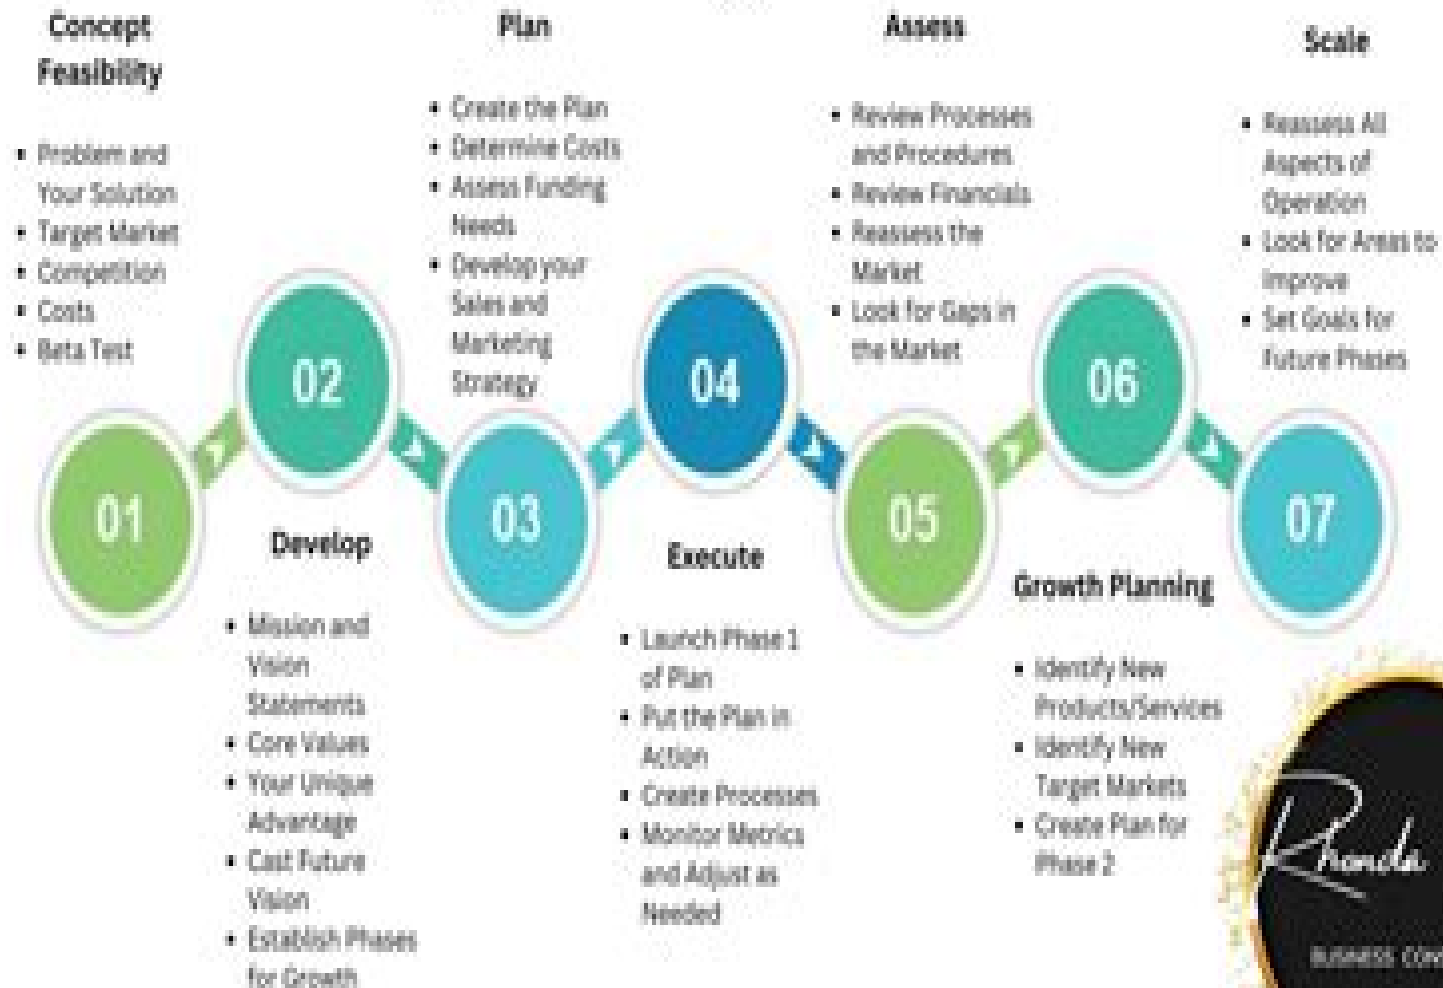 Concept
Feasibility
• Problem and
Your Solution
• Target Market
• Competition
• Costs
• Beta Test
01
02
Develop
• Mission and
Vision
Statements
• Core Values
• Your Unique
Advantage
• Cast Future
Vision
• Establish Phases
for Growth
Plan
• Create the Plan
• Determine Costs
• Assess Funding
Needs
• Develop your
Sales and
Marketing
Strategy
03
04
Execute
• Launch Phase 1
of Plan
• Put the Plan in
Action
• Create Processes
• Monitor Metrics
and Adjust as
Needed
Assess
• Review Processes
and Procedures
• Review Financials
• Reassess the
Market
• Look for Gaps in
the Market
05
06
Growth Planning
• Identify New
Products/Services
• Identify New
Target Markets
• Create Plan for
Phase 2
Scale
• Reassess All
Aspects of
Operation
• Look for Areas to
Improve
• Set Goals for
Future Phases
07
Rhonda
BUSINESS